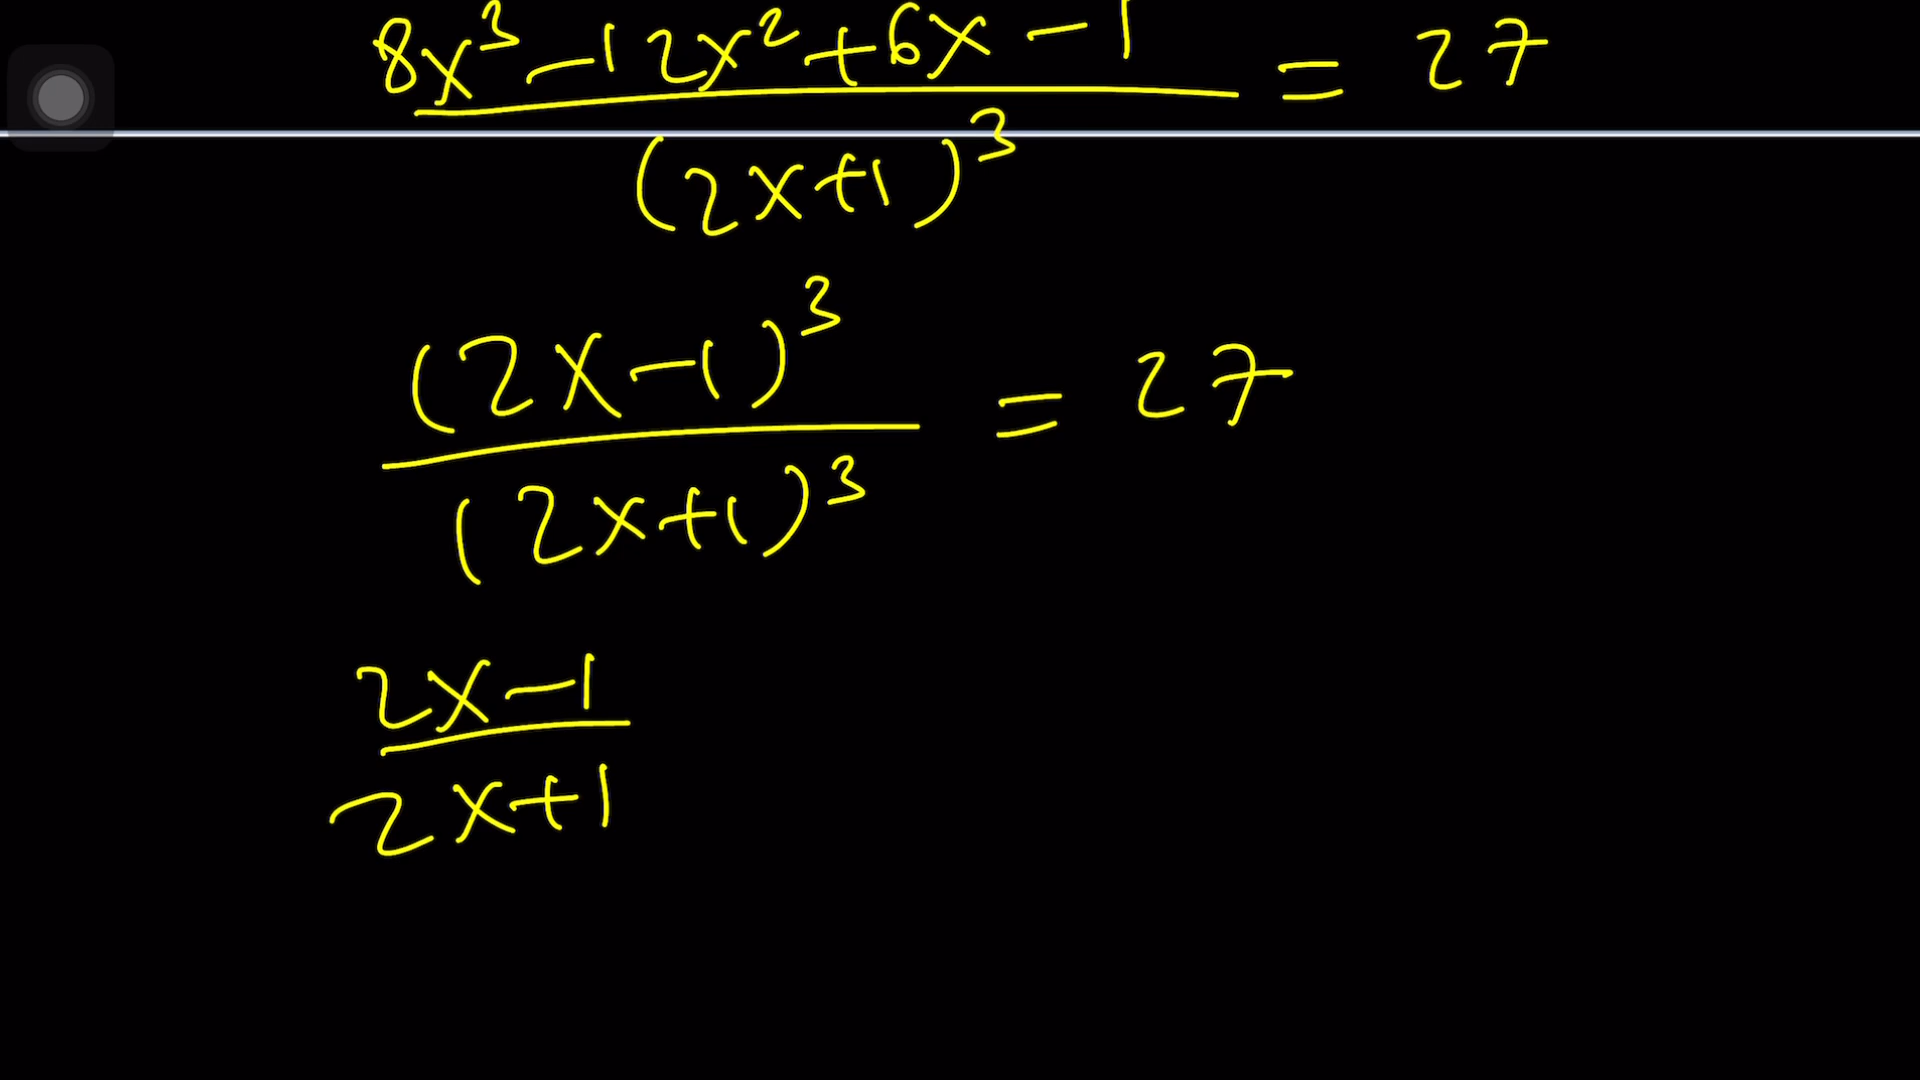 8x³-12x²+6x-1 / (2x+1)³ = 27
(2x-1)³ / (2x+1)³ = 27
2x-1 / 2x+1